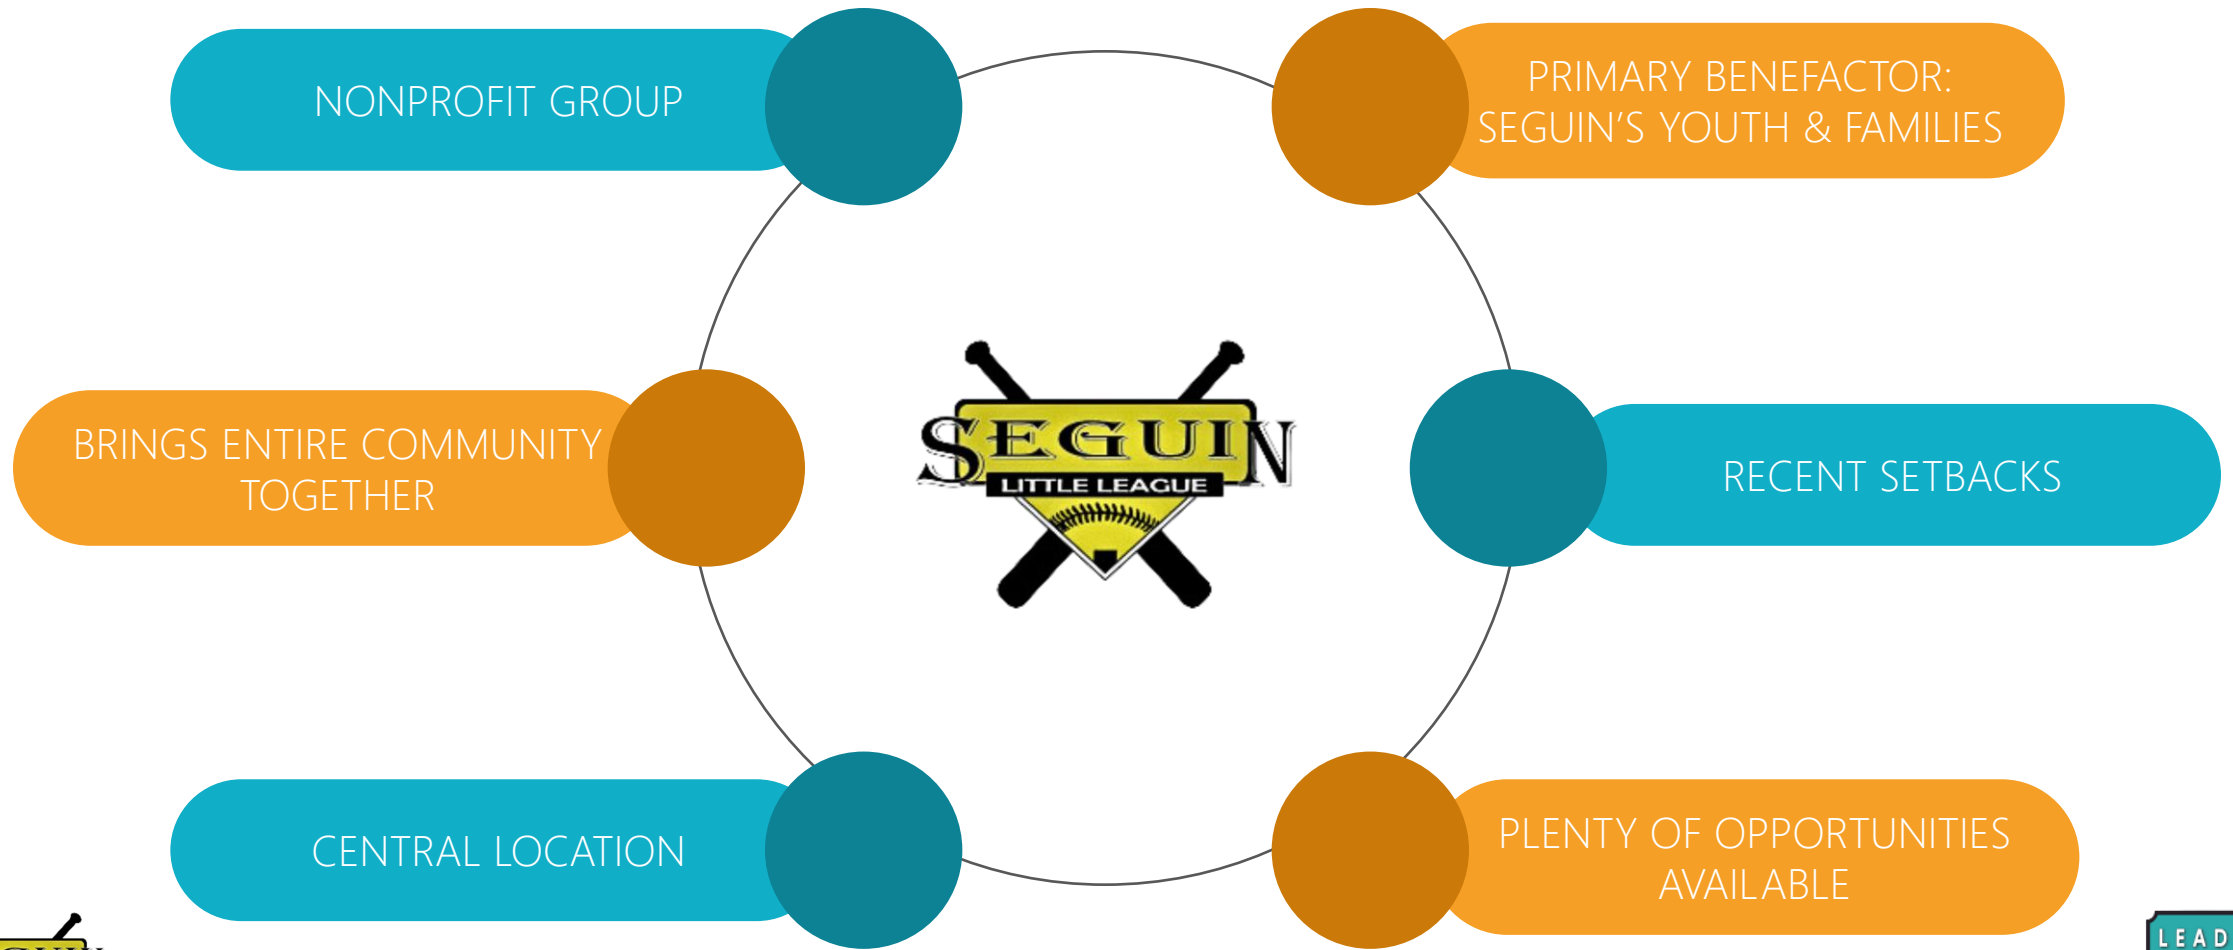 NONPROFIT GROUP
PRIMARY BENEFACTOR:
SEGUIN'S YOUTH & FAMILIES
BRINGS ENTIRE COMMUNITY
TOGETHER
SEGUIN
LITTLE LEAGUE
RECENT SETBACKS
CENTRAL LOCATION
PLENTY OF OPPORTUNITIES
AVAILABLE